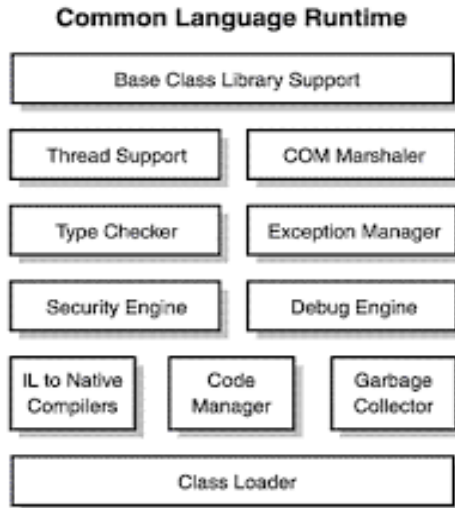 Common Language Runtime
Base Class Library Support
Thread Support
COM Marshaler
Type Checker
Exception Manager
Security Engine
Debug Engine
IL to Native
Compilers
Code
Manager
Garbage
Collector
Class Loader